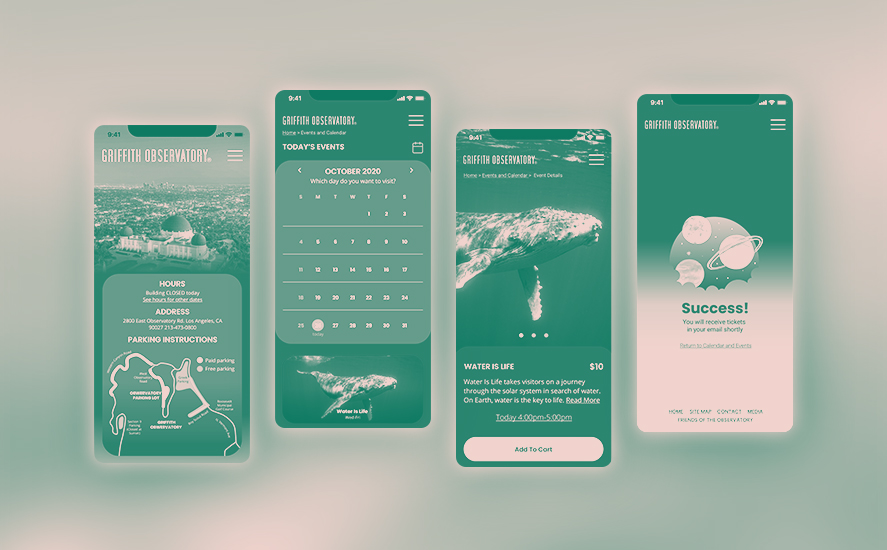 9:41
GRIFFITH OBSERVATORY
HOURS
Building CLOSED today
See hours for other dates
ADDRESS
2800 East Observatory Rd, Los Angeles, CA
90027 213-473-0800
PARKING INSTRUCTIONS
Paid parking
Free parking
West
Observatory
Road
OBSERVATORY
PARKING LOT
GRIFFITH
OBSERVATORY
9:41
GRIFFITH OBSERVATORY
Home > Events and Calendar
TODAY'S EVENTS
OCTOBER 2020
Which day do you want to visit?
S M T W T F S
1 2 3
4 5 6 7 8 9 10
11 12 13 14 15 16 17
18 19 20 21 22 23 24
25 27 28 29 30 31
Water Is Life
Wed-Fri
9:41
GRIFFITH OBSERVATORY
Home > Events and Calendar > Event Details
WATER IS LIFE $10
Water Is Life takes visitors on a journey
through the solar system in search of water.
On Earth, water is the key to life. Read More
Today 4:00pm-5:00pm
Add To Cart
9:41
GRIFFITH OBSERVATORY
Success!
You will receive tickets
in your email shortly
Return to Calendar and Events
HOME SITE MAP CONTACT MEDIA
FRIENDS OF THE OBSERVATORY